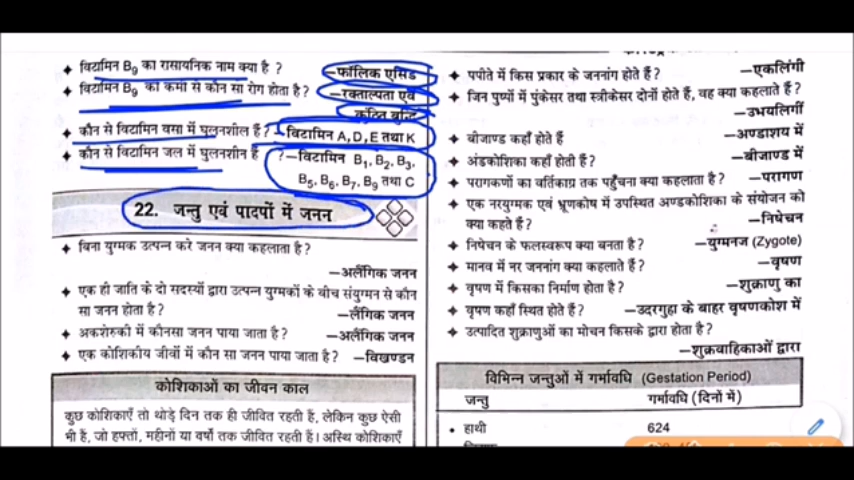 ✦ विटामिन B9 का रासायनिक नाम क्या है ?
–फॉलिक एसिड
✦ विटामिन B9 की कमी से कौन सा रोग होता है?
–रक्ताल्पता एवं
कुंठित बुद्धि
✦ कौन से विटामिन वसा में घुलनशील हैं? –विटामिन A, D, E तथा K
✦ कौन से विटामिन जल में घुलनशीन हैं ?–विटामिन B1, B2, B3,
B5, B6, B7, B9 तथा C
22. जन्तु एवं पादपों में जनन
✦ बिना युग्मक उत्पन्न करे जनन क्या कहलाता है?
–अलैंगिक जनन
✦ एक ही जाति के दो सदस्यों द्वारा उत्पन्न युग्मकों के बीच संयुग्मन से कौन
सा जनन होता है? –लैंगिक जनन
✦ अकशेरुकी में कौनसा जनन पाया जाता है? –अलैंगिक जनन
✦ एक कोशिकीय जीवों में कौन सा जनन पाया जाता है? –विखण्डन
कोशिकाओं का जीवन काल
कुछ कोशिकाएँ तो थोड़े दिन तक ही जीवित रहती हैं, लेकिन कुछ ऐसी
भी हैं, जो हफ्तों, महीनों या वर्षों तक जीवित रहती हैं। अस्थि कोशिकाएँ
✦ पपीते में किस प्रकार के जननांग होते हैं? –एकलिंगी
✦ जिन पुष्पों में पुंकेसर तथा स्त्रीकेसर दोनों होते हैं, वह क्या कहलाते हैं?
–उभयलिगीं
✦ बीजाण्ड कहाँ होते हैं –अण्डाशय में
✦ अंडकोशिका कहाँ होती हैं? –बीजाण्ड में
✦ परागकणों का वर्तिकाग्र तक पहुँचना क्या कहलाता है? –परागण
✦ एक नरयुग्मक एवं भ्रूणकोष में उपस्थित अण्डकोशिका के संयोजन को
क्या कहते हैं? –निषेचन
✦ निषेचन के फलस्वरूप क्या बनता है? –युग्मनज (Zygote)
✦ मानव में नर जननांग क्या कहलाते हैं? –वृषण
✦ वृषण में किसका निर्माण होता है? –शुक्राणु का
✦ वृषण कहाँ स्थित होते हैं? –उदरगुहा के बाहर वृषणकोश में
✦ उत्पादित शुक्राणुओं का मोचन किसके द्वारा होता है?
–शुक्रवाहिकाओं द्वारा
विभिन्न जन्तुओं में गर्भावधि (Gestation Period)
जन्तु गर्भावधि (दिनों में)
• हाथी 624